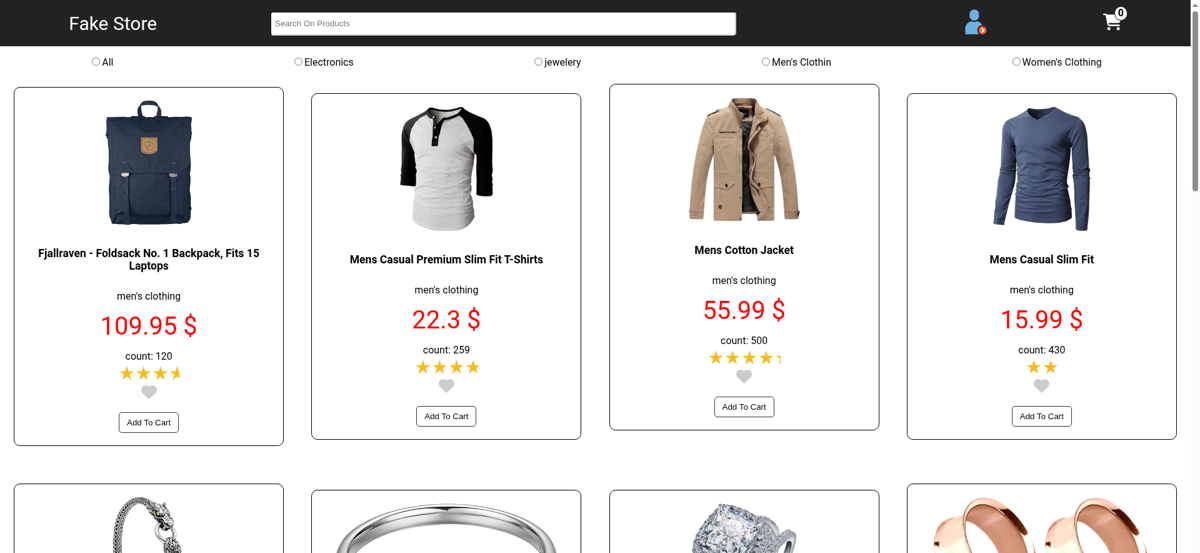 Fake Store
Search On Products
0
All
Electronics
jewelery
Men's Clothin
Women's Clothing
Fjallraven - Foldsack No. 1 Backpack, Fits 15
Laptops
men's clothing
109.95 $
count: 120
Add To Cart
Mens Casual Premium Slim Fit T-Shirts
men's clothing
22.3 $
count: 259
Add To Cart
Mens Cotton Jacket
men's clothing
55.99 $
count: 500
Add To Cart
Mens Casual Slim Fit
men's clothing
15.99 $
count: 430
Add To Cart